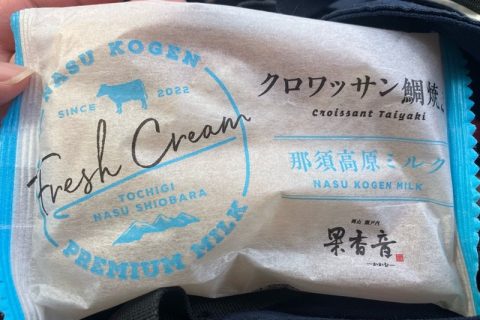 NASU KOGEN
SINCE 2022
Fresh Cream
TOCHIGI
NASU SHIOBARA
PREMIUM MILK
クロワッサン鯛焼
Croissant Taiyaki
那須高原ミルク
NASU KOGEN MILK
果香音